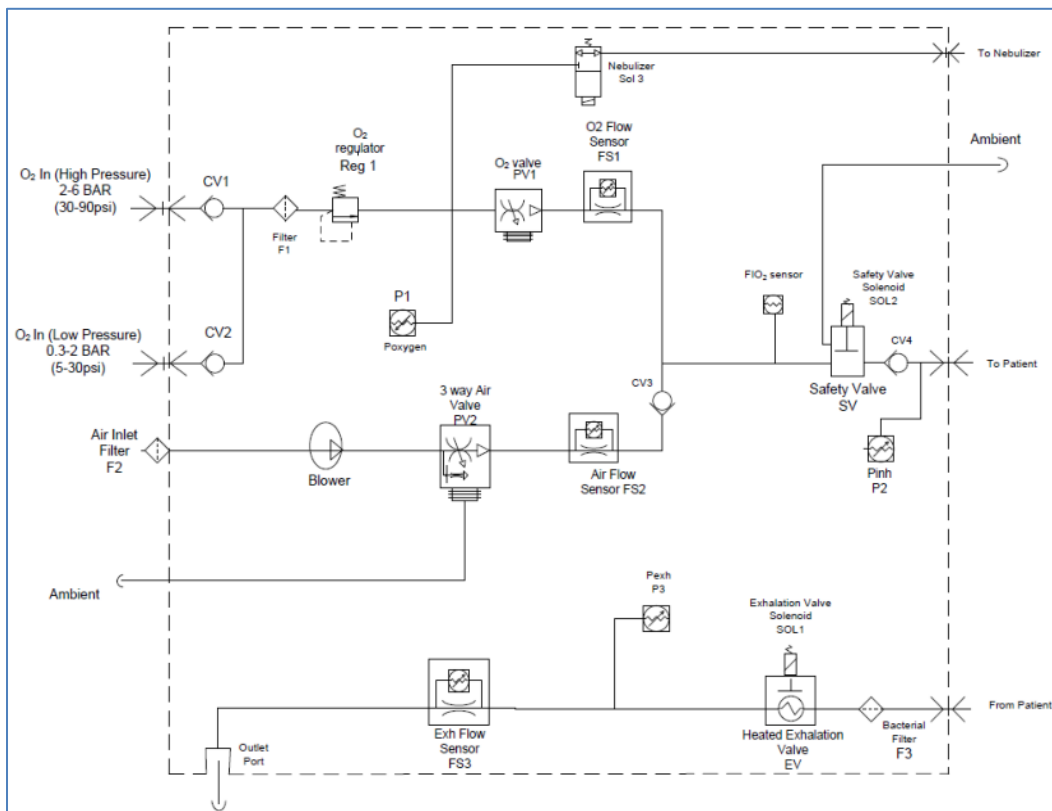 To Nebulizer
Nebulizer
Sol 3
O2 Flow
Sensor
FS1
Ambient
O₂
regulator
Reg 1
O₂ valve
PV1
O₂ In (High Pressure)
2-6 BAR
(30-90psi)
CV1
Filter
F1
FIO₂ sensor
Safety Valve
Solenoid
SOL2
P1
Poxygen
O₂ In (Low Pressure)
0.3-2 BAR
(5-30psi)
CV2
CV4
To Patient
Safety Valve
SV
CV3
3 way Air
Valve
PV2
Air Inlet
Filter
F2
Blower
Air Flow
Sensor FS2
Pinh
P2
Ambient
Pexh
P3
Exhalation Valve
Solenoid
SOL1
From Patient
Outlet
Port
Exh Flow
Sensor
FS3
Heated Exhalation
Valve
EV
Bacterial
Filter
F3